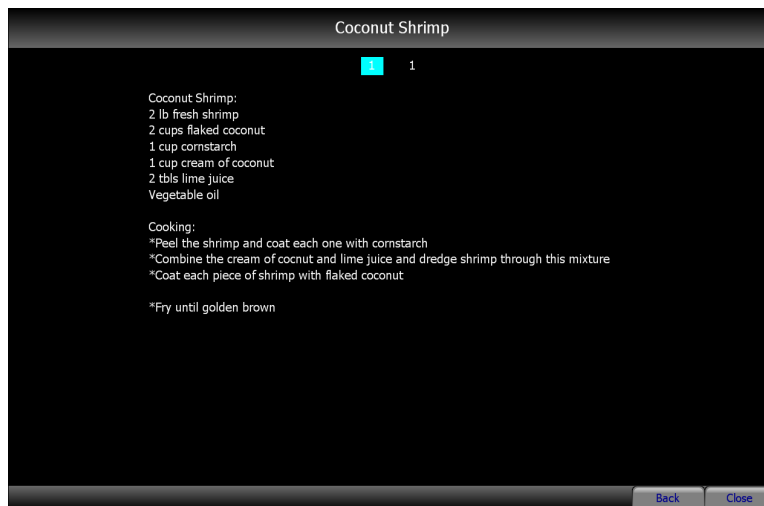 Coconut Shrimp
1 1
Coconut Shrimp:
2 lb fresh shrimp
2 cups flaked coconut
1 cup cornstarch
1 cup cream of coconut
2 tbls lime juice
Vegetable oil
Cooking:
*Peel the shrimp and coat each one with cornstarch
*Combine the cream of cocnut and lime juice and dredge shrimp through this mixture
*Coat each piece of shrimp with flaked coconut
*Fry until golden brown
Back Close